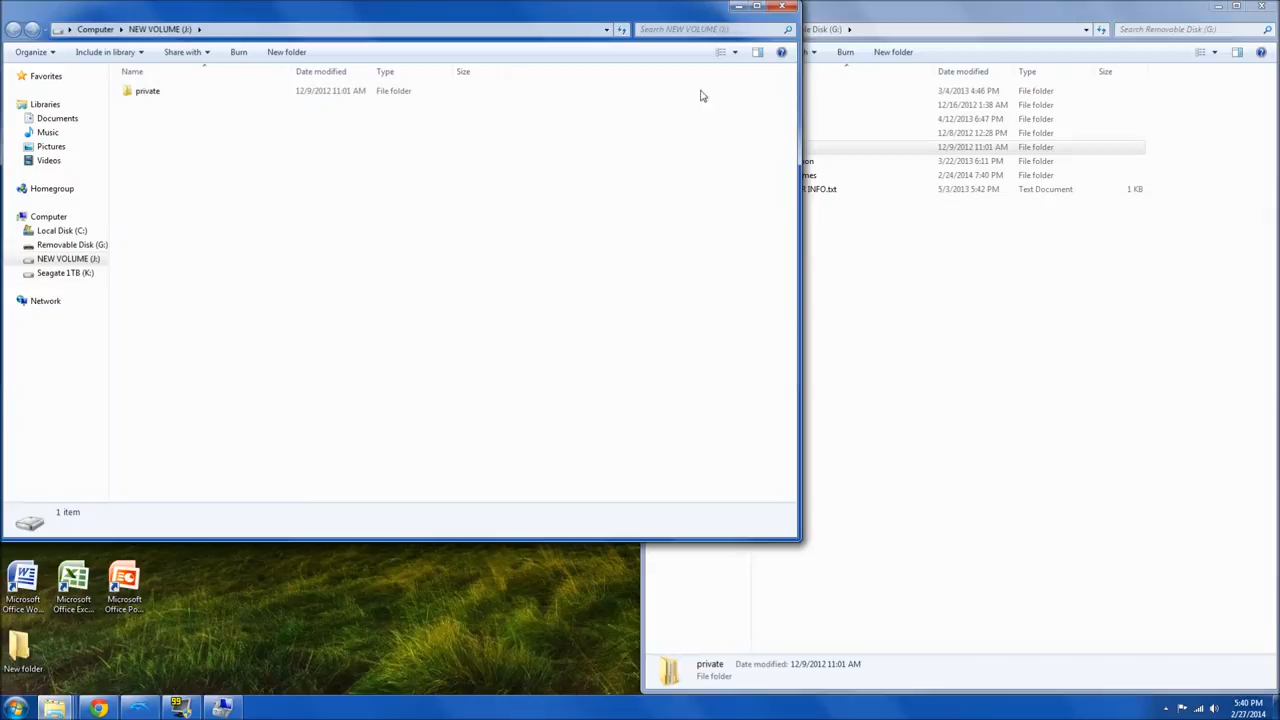 Computer NEW VOLUME (J:)
Search NEW VOLUME (J:)
Disk (G:)
Search Removable Disk (G:)
Organize Include in library Share with Burn New folder
Burn New folder
Name Date modified Type Size
Date modified Type Size
Favorites
private 12/9/2012 11:01 AM File folder
3/4/2013 4:46 PM File folder
Libraries
12/16/2012 1:38 AM File folder
Documents
4/12/2013 6:47 PM File folder
Music
12/8/2012 12:28 PM File folder
Pictures
12/9/2012 11:01 AM File folder
Videos
on 3/22/2013 6:11 PM File folder
mes 2/24/2014 7:40 PM File folder
Homegroup
R INFO.txt 5/3/2013 5:42 PM Text Document 1 KB
Computer
Local Disk (C:)
Removable Disk (G:)
NEW VOLUME (J:)
Seagate 1TB (K:)
Network
1 item
Microsoft Office Wo...
Microsoft Office Exc...
Microsoft Office Po...
New folder
private Date modified: 12/9/2012 11:01 AM
File folder
99
5:40 PM
2/27/2014